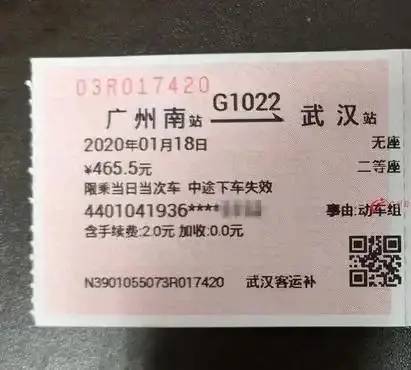 03R017420
广州南站 G1022 武汉站
2020年01月18日 无座
¥465.5元 二等座
限乘当日当次车 中途下车失效
4401041936**** 事由:动车组
含手续费:2.0元 加收:0.0元
N3901055073R017420 武汉客运补